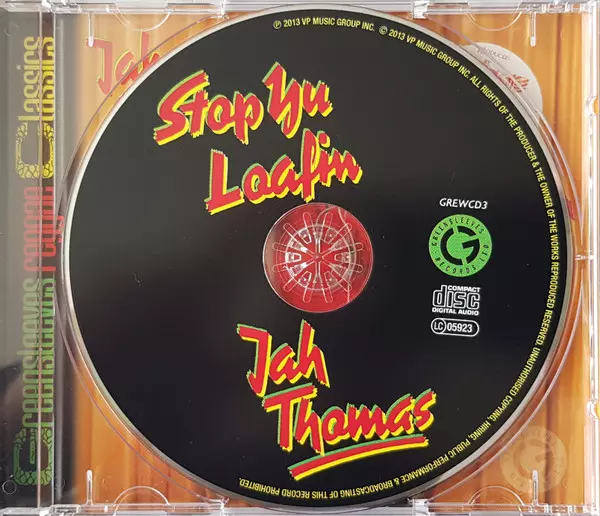 Stop Yu
Loafin
Jah
Thomas
GREWCD3
GREENSLEEVES
RECORDS LTD
COMPACT
disc
DIGITAL AUDIO
LC 05923
℗ 2013 VP MUSIC GROUP INC. © 2013 VP MUSIC GROUP INC. ALL RIGHTS OF THE PRODUCER & THE OWNER OF THE WORKS REPRODUCED RESERVED. UNAUTHORISED COPYING, HIRING, PUBLIC PERFORMANCE & BROADCASTING OF THIS RECORD PROHIBITED.
Greensleeves reggae Classics
Jah